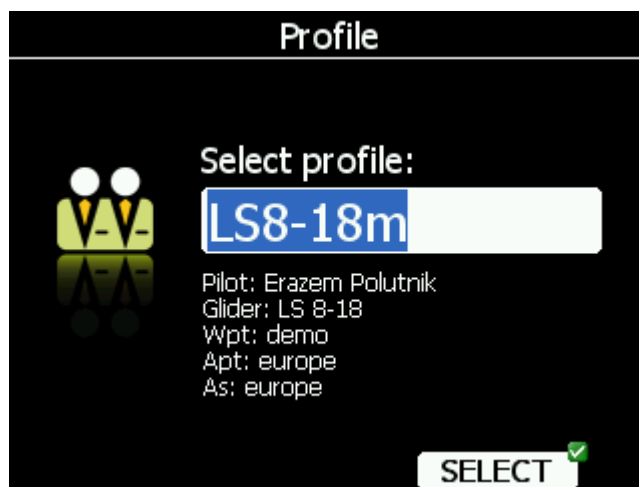 Profile
Select profile:
LS8-18m
Pilot: Erazem Polutnik
Glider: LS 8-18
Wpt: demo
Apt: europe
As: europe
SELECT